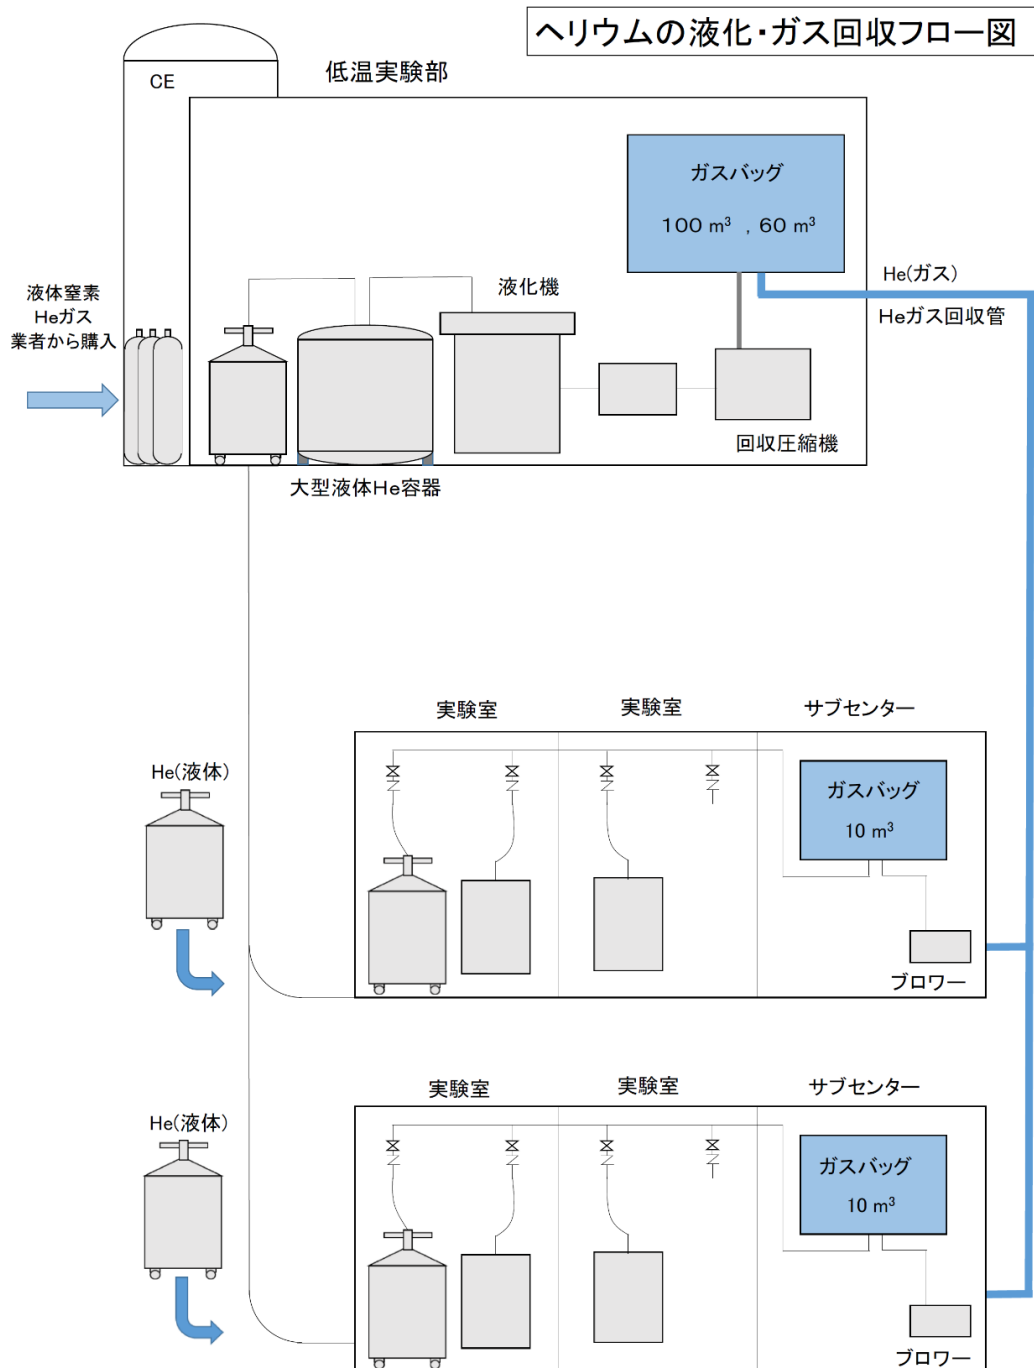 ヘリウムの液化・ガス回収フロー図
CE
低温実験部
ガスバッグ
100 m³ , 60 m³
He(ガス)
Heガス回収管
液体窒素
Heガス
業者から購入
液化機
回収圧縮機
大型液体He容器
実験室
実験室
サブセンター
He(液体)
ガスバッグ
10 m³
ブロワー
実験室
実験室
サブセンター
He(液体)
ガスバッグ
10 m³
ブロワー